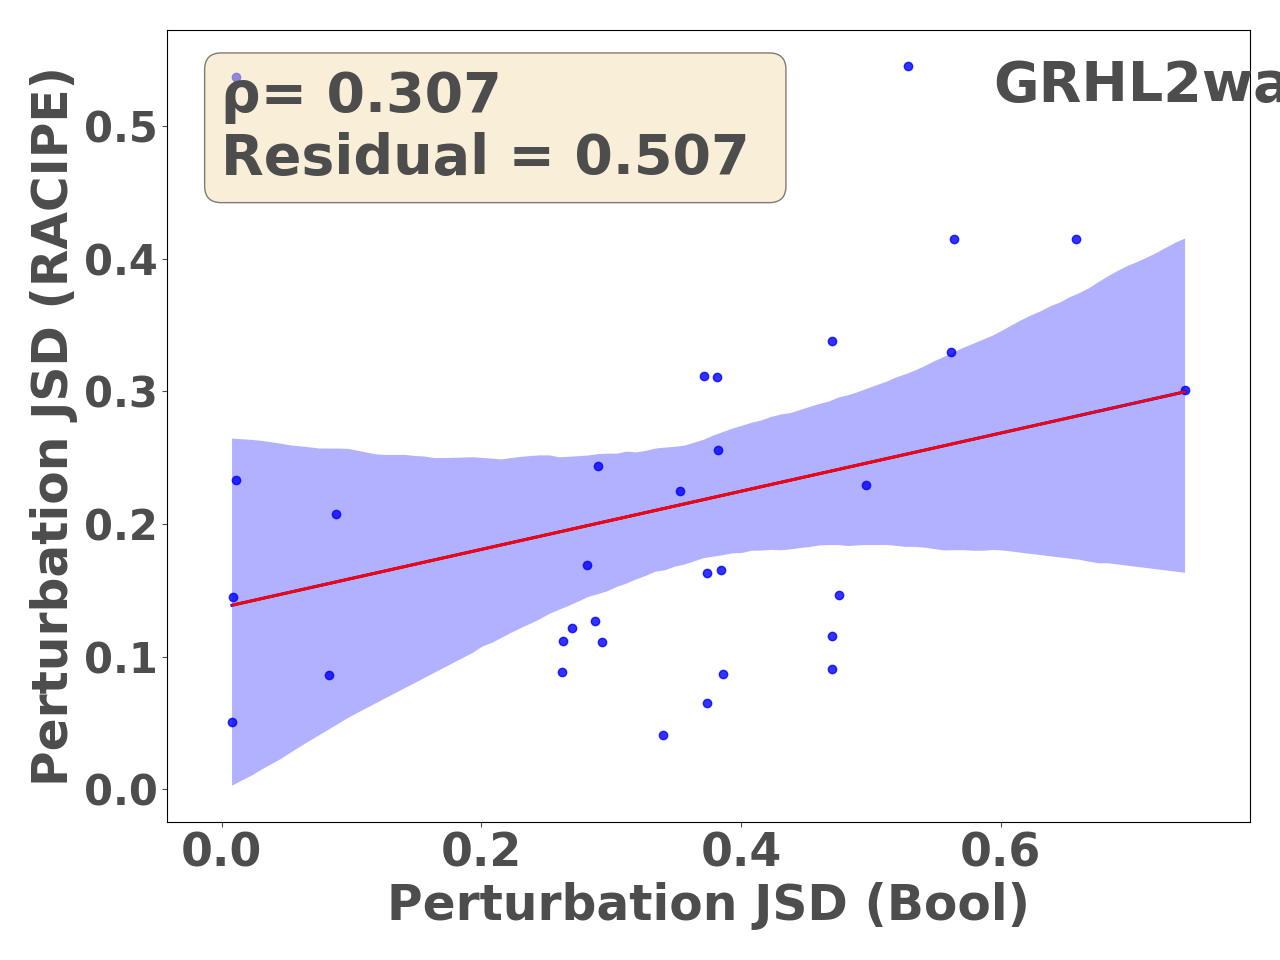 ρ= 0.307
Residual = 0.507
GRHL2wa
Perturbation JSD (RACIPE)
0.5
0.4
0.3
0.2
0.1
0.0
0.0 0.2 0.4 0.6
Perturbation JSD (Bool)